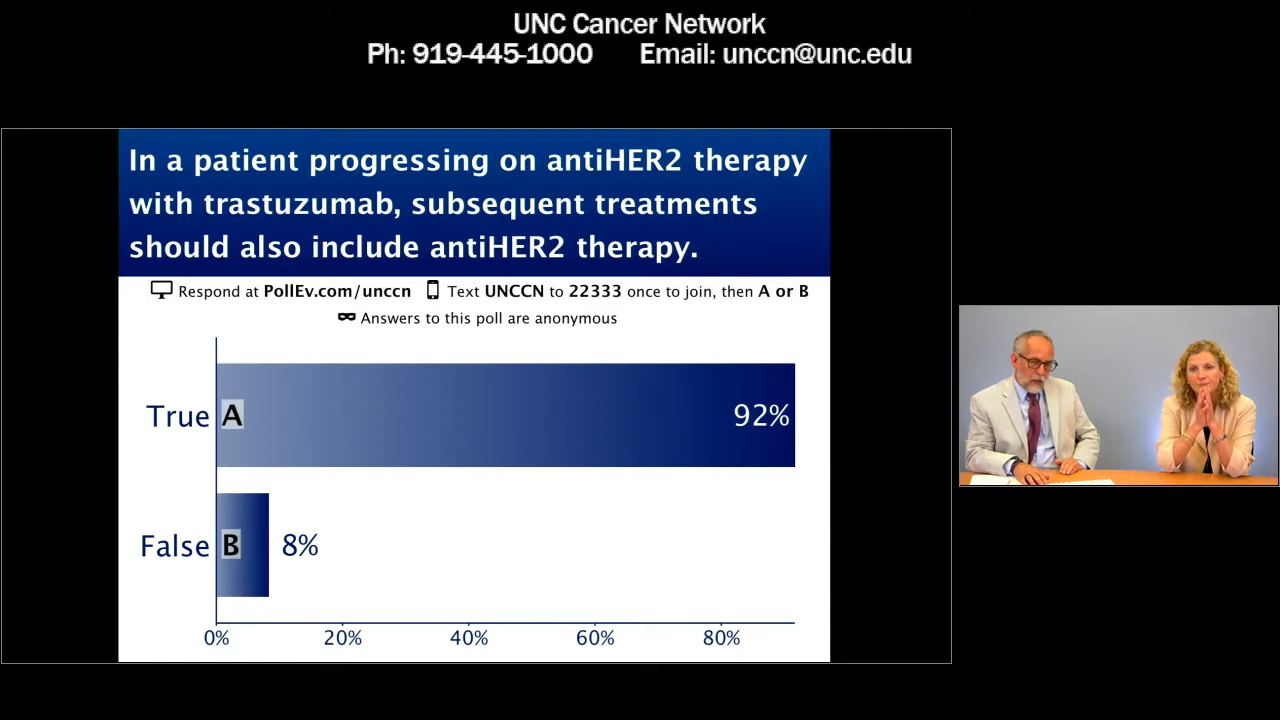 UNC Cancer Network
Ph: 919-445-1000 Email: unccn@unc.edu
In a patient progressing on antiHER2 therapy
with trastuzumab, subsequent treatments
should also include antiHER2 therapy.
Respond at PollEv.com/unccn Text UNCCN to 22333 once to join, then A or B
Answers to this poll are anonymous
True A 92%
False B 8%
0% 20% 40% 60% 80%